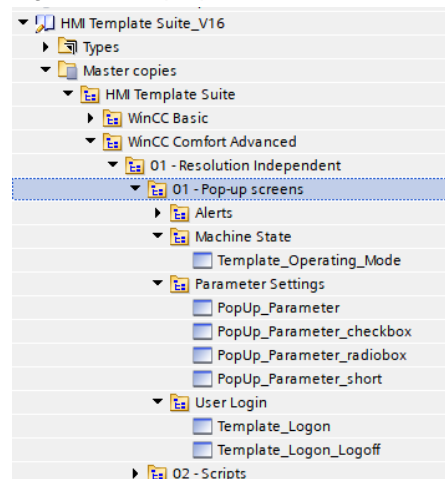 HMI Template Suite_V16
Types
Master copies
HMI Template Suite
WinCC Basic
WinCC Comfort Advanced
01 - Resolution Independent
01 - Pop-up screens
Alerts
Machine State
Template_Operating_Mode
Parameter Settings
PopUp_Parameter
PopUp_Parameter_checkbox
PopUp_Parameter_radiobox
PopUp_Parameter_short
User Login
Template_Logon
Template_Logon_Logoff
02 - Scripts